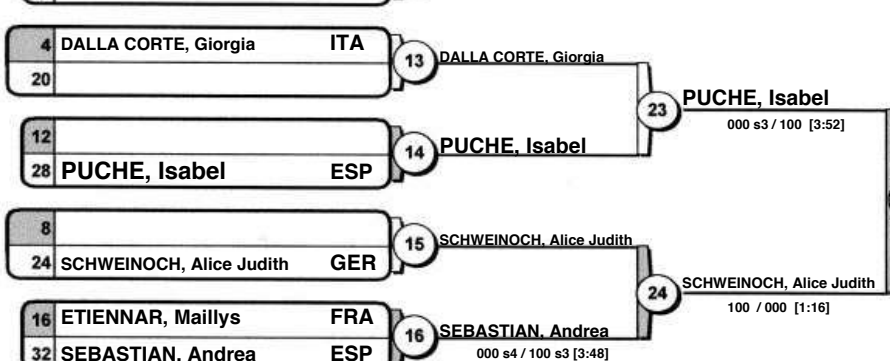 4 DALLA CORTE, Giorgia ITA
20
13 DALLA CORTE, Giorgia
23 PUCHE, Isabel
000 s3 / 100 [3:52]
12
28 PUCHE, Isabel ESP
14 PUCHE, Isabel
8
24 SCHWEINOCH, Alice Judith GER
15 SCHWEINOCH, Alice Judith
24 SCHWEINOCH, Alice Judith
100 / 000 [1:16]
16 ETIENNAR, Maillys FRA
32 SEBASTIAN, Andrea ESP
16 SEBASTIAN, Andrea
000 s4 / 100 s3 [3:48]